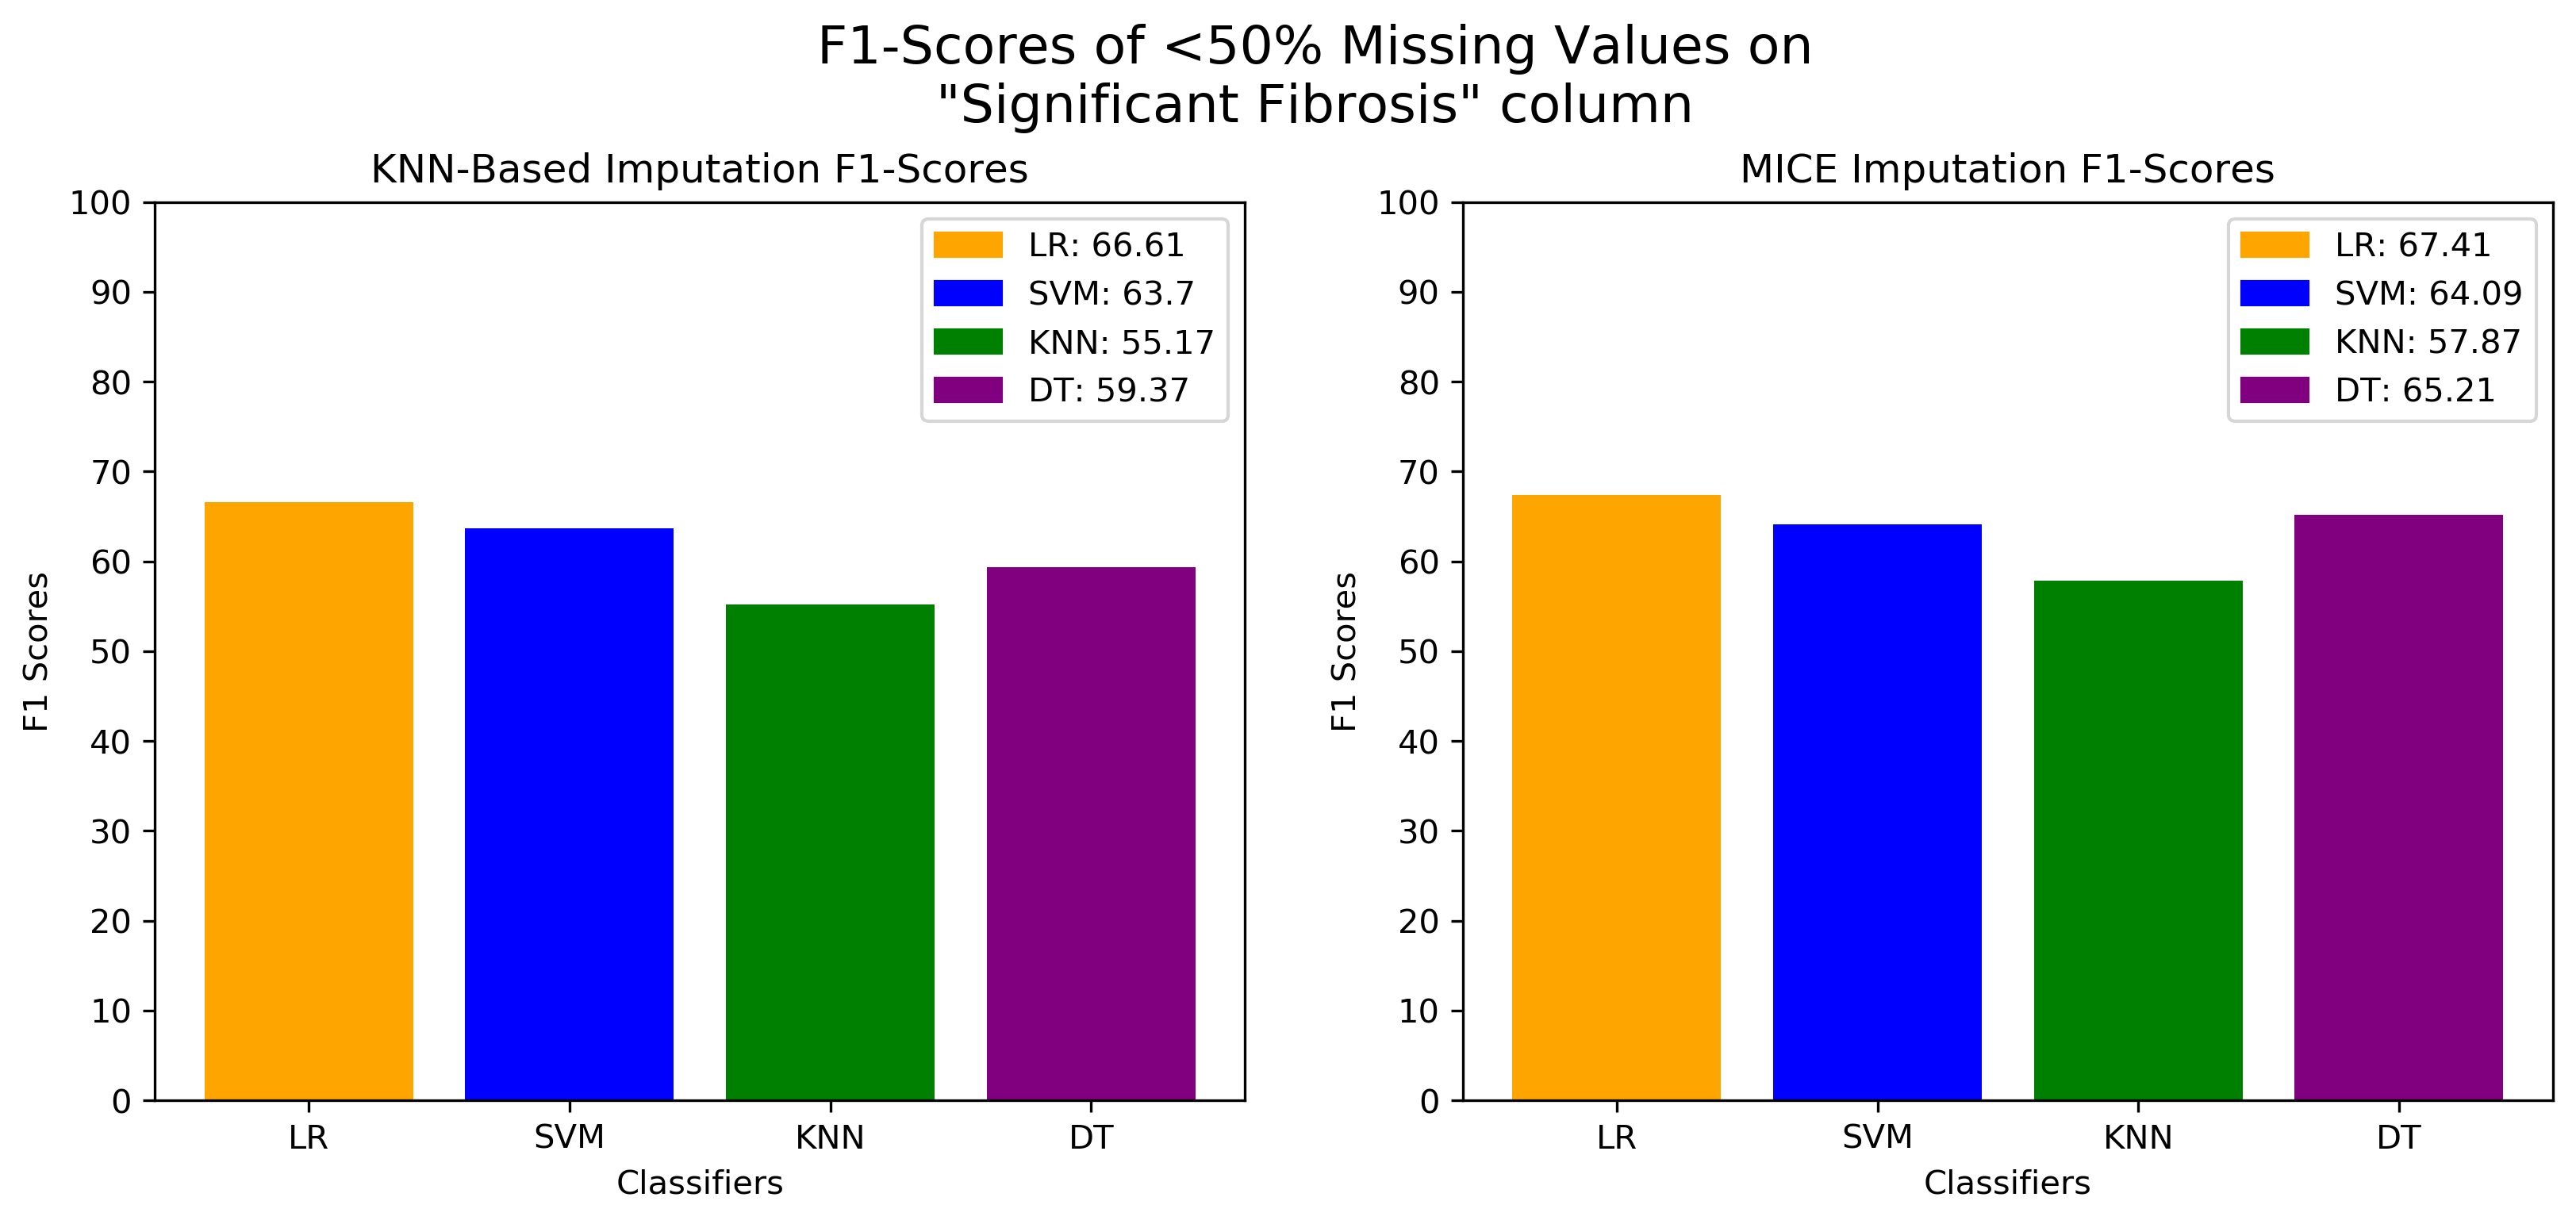 F1-Scores of <50% Missing Values on
"Significant Fibrosis" column
KNN-Based Imputation F1-Scores
100
90
80
70
60
50
40
30
20
10
0
F1 Scores
LR: 66.61
SVM: 63.7
KNN: 55.17
DT: 59.37
LR SVM KNN DT
Classifiers
MICE Imputation F1-Scores
100
90
80
70
60
50
40
30
20
10
0
F1 Scores
LR: 67.41
SVM: 64.09
KNN: 57.87
DT: 65.21
LR SVM KNN DT
Classifiers